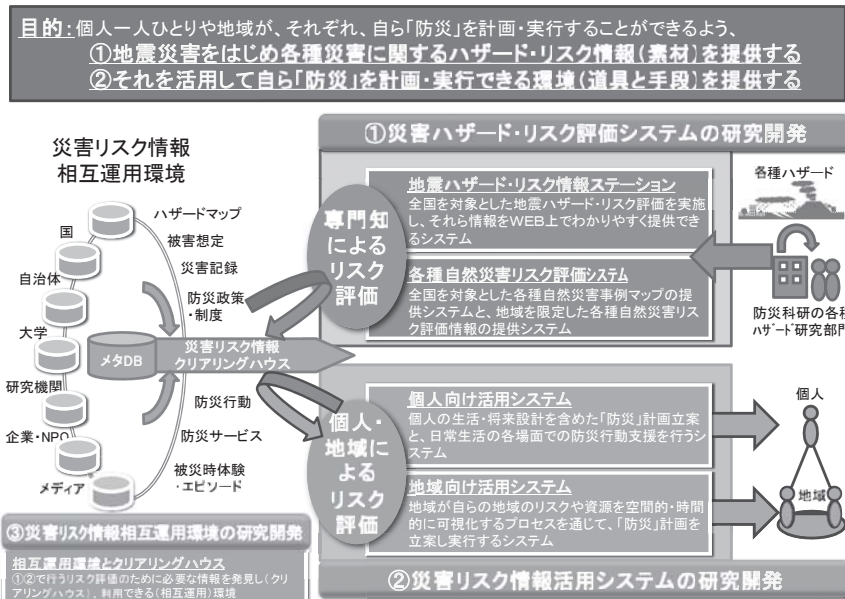 目的:個人一人ひとりや地域が、それぞれ、自ら「防災」を計画・実行することができるよう、
①地震災害をはじめ各種災害に関するハザード・リスク情報(素材)を提供する
②それを活用して自ら「防災」を計画・実行できる環境(道具と手段)を提供する
災害リスク情報
相互運用環境
国
自治体
大学
研究機関
企業・NPO
メディア
ハザードマップ
被害想定
災害記録
防災政策
・制度
メタDB
災害リスク情報
クリアリングハウス
防災行動
防災サービス
被災時体験
・エピソード
①災害ハザード・リスク評価システムの研究開発
専門知
による
リスク
評価
地震ハザード・リスク情報ステーション
全国を対象とした地震ハザード・リスク評価を実施
し、それら情報をWEB上でわかりやすく提供でき
るシステム
各種自然災害リスク評価システム
全国を対象とした各種自然災害事例マップの提
供システムと、地域を限定した各種自然災害リス
ク評価情報の提供システム
各種ハザード
防災科研の各種
ハザード研究部門
個人・
地域に
よる
リスク
評価
個人向け活用システム
個人の生活・将来設計を含めた「防災」計画立案
と、日常生活の各場面での防災行動支援を行うシ
ステム
地域向け活用システム
地域が自らの地域のリスクや資源を空間的・時間
的に可視化するプロセスを通じて、「防災」計画を
立案し実行するシステム
個人
地域
②災害リスク情報活用システムの研究開発
③災害リスク情報相互運用環境の研究開発
相互運用環境とクリアリングハウス
①②で行うリスク評価のために必要な情報を発見し(クリ
アリングハウス)、利用できる(相互運用)環境